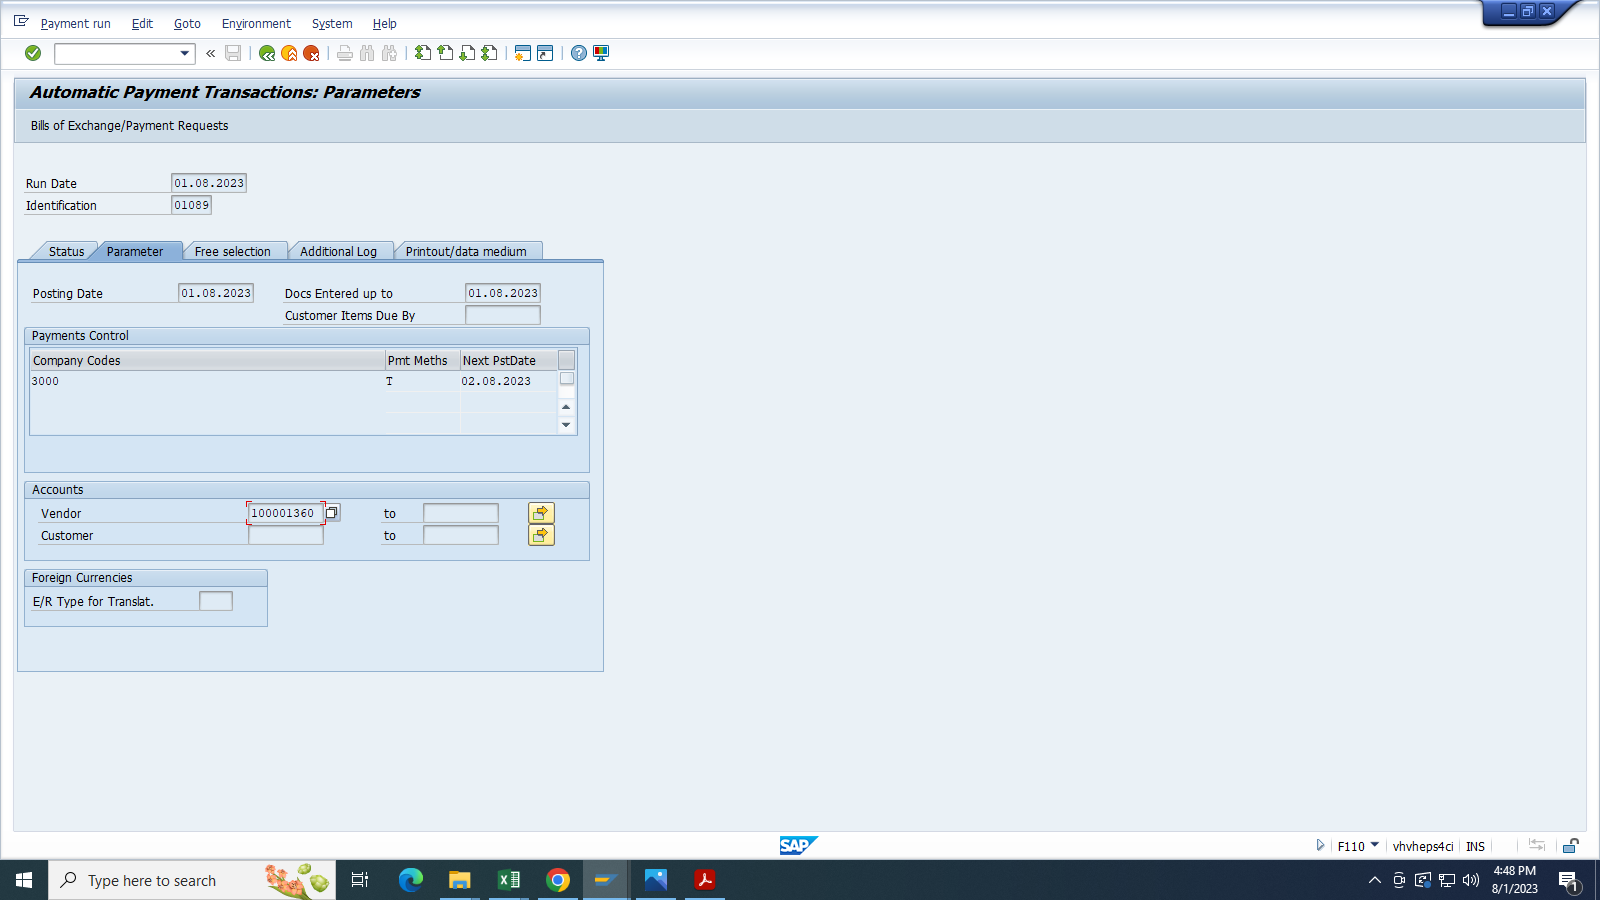 Payment run Edit Goto Environment System Help
Automatic Payment Transactions: Parameters
Bills of Exchange/Payment Requests
Run Date 01.08.2023
Identification 01089
Status Parameter Free selection Additional Log Printout/data medium
Posting Date 01.08.2023 Docs Entered up to 01.08.2023
Customer Items Due By
Payments Control
Company Codes Pmt Meths Next PstDate
3000 T 02.08.2023
Accounts
Vendor 100001360 to
Customer to
Foreign Currencies
E/R Type for Translat.
SAP F110 vhvheps4ci INS
Type here to search 4:48 PM
8/1/2023 1